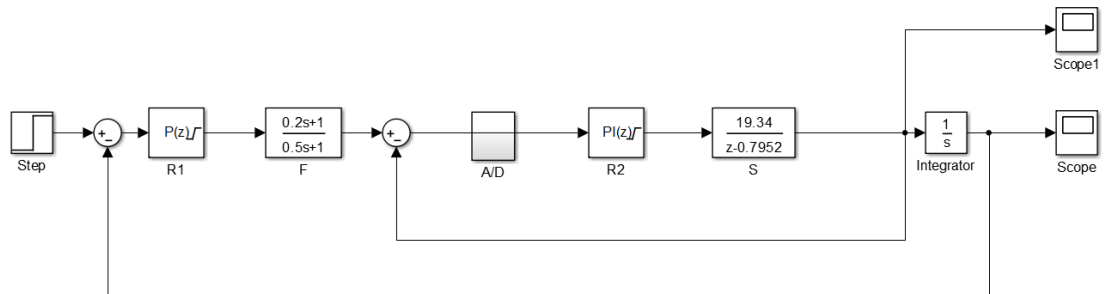 Scope1
Step
+
−
P(z)
R1
0.2s+1
0.5s+1
F
+
−
A/D
PI(z)
R2
19.34
z-0.7952
S
1
s
Integrator
Scope